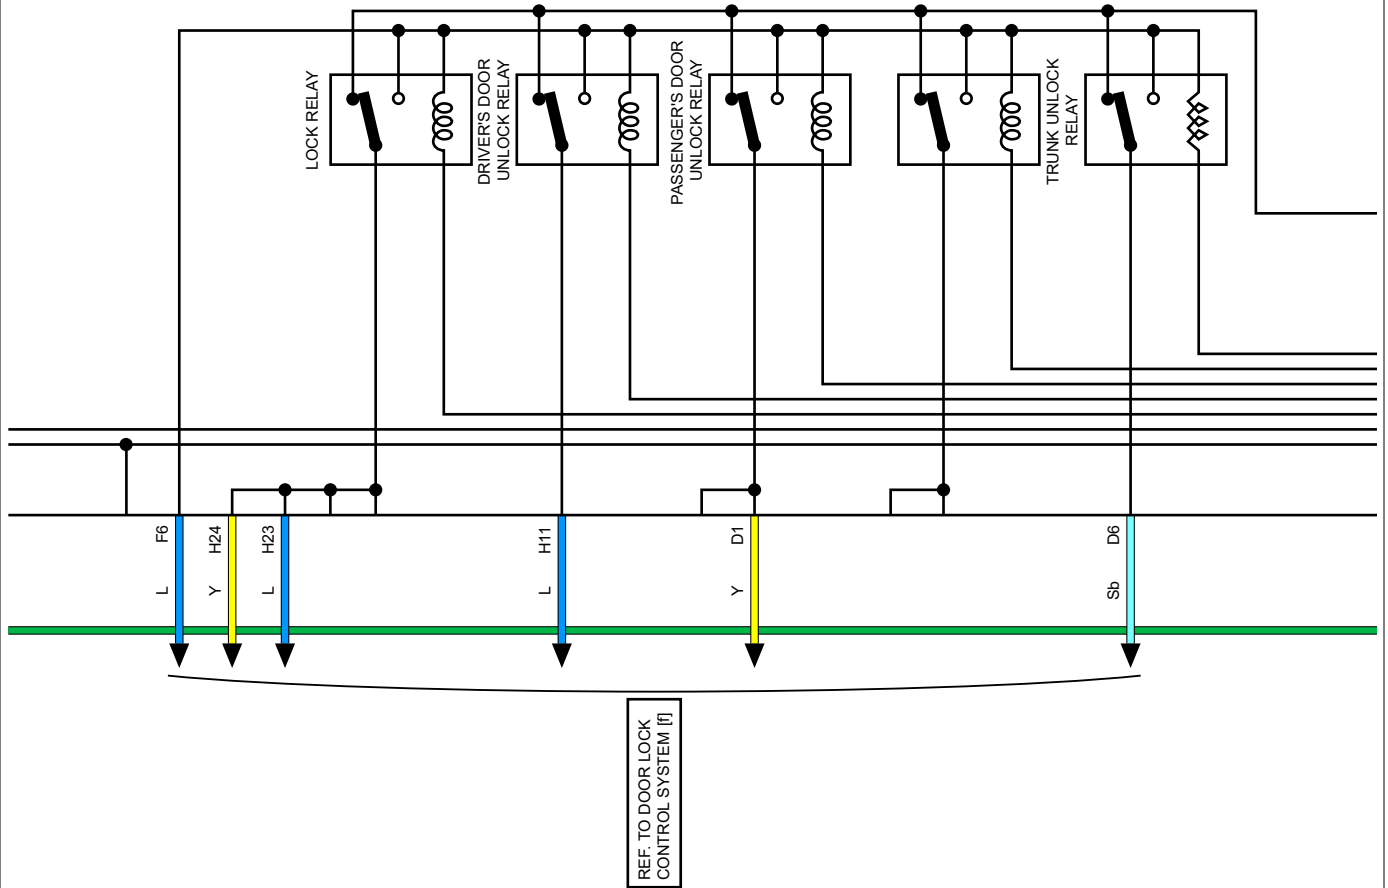 LOCK RELAY
DRIVER'S DOOR
UNLOCK RELAY
PASSENGER'S DOOR
UNLOCK RELAY
TRUNK UNLOCK
RELAY
F6
H24
H23
H11
D1
D6
L
Y
L
L
Y
Sb
REF. TO DOOR LOCK
CONTROL SYSTEM [f]